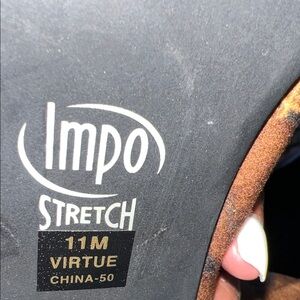 Impo
STRETCH
11M
VIRTUE
CHINA-50